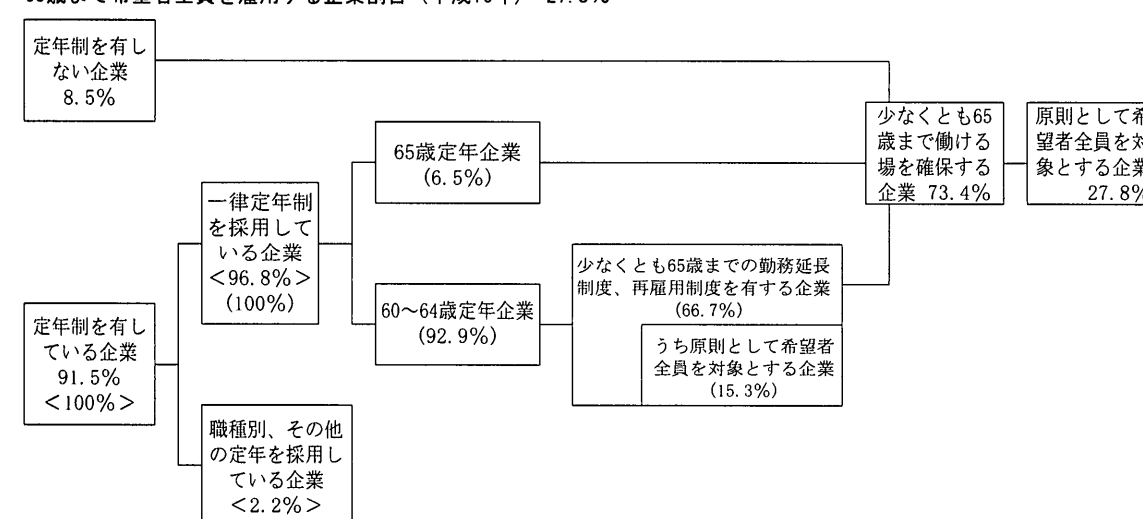 定年制を有し
ない企業
8.5%
65歳定年企業
(6.5%)
少なくとも65
歳まで働ける
場を確保する
企業 73.4%
原則として希
望者全員を対
象とする企業
27.8%
一律定年制
を採用して
いる企業
<96.8%>
(100%)
60～64歳定年企業
(92.9%)
少なくとも65歳までの勤務延長
制度、再雇用制度を有する企業
(66.7%)
うち原則として希望者
全員を対象とする企業
(15.3%)
定年制を有し
ている企業
91.5%
<100%>
職種別、その他
の定年を採用し
ている企業
<2.2%>